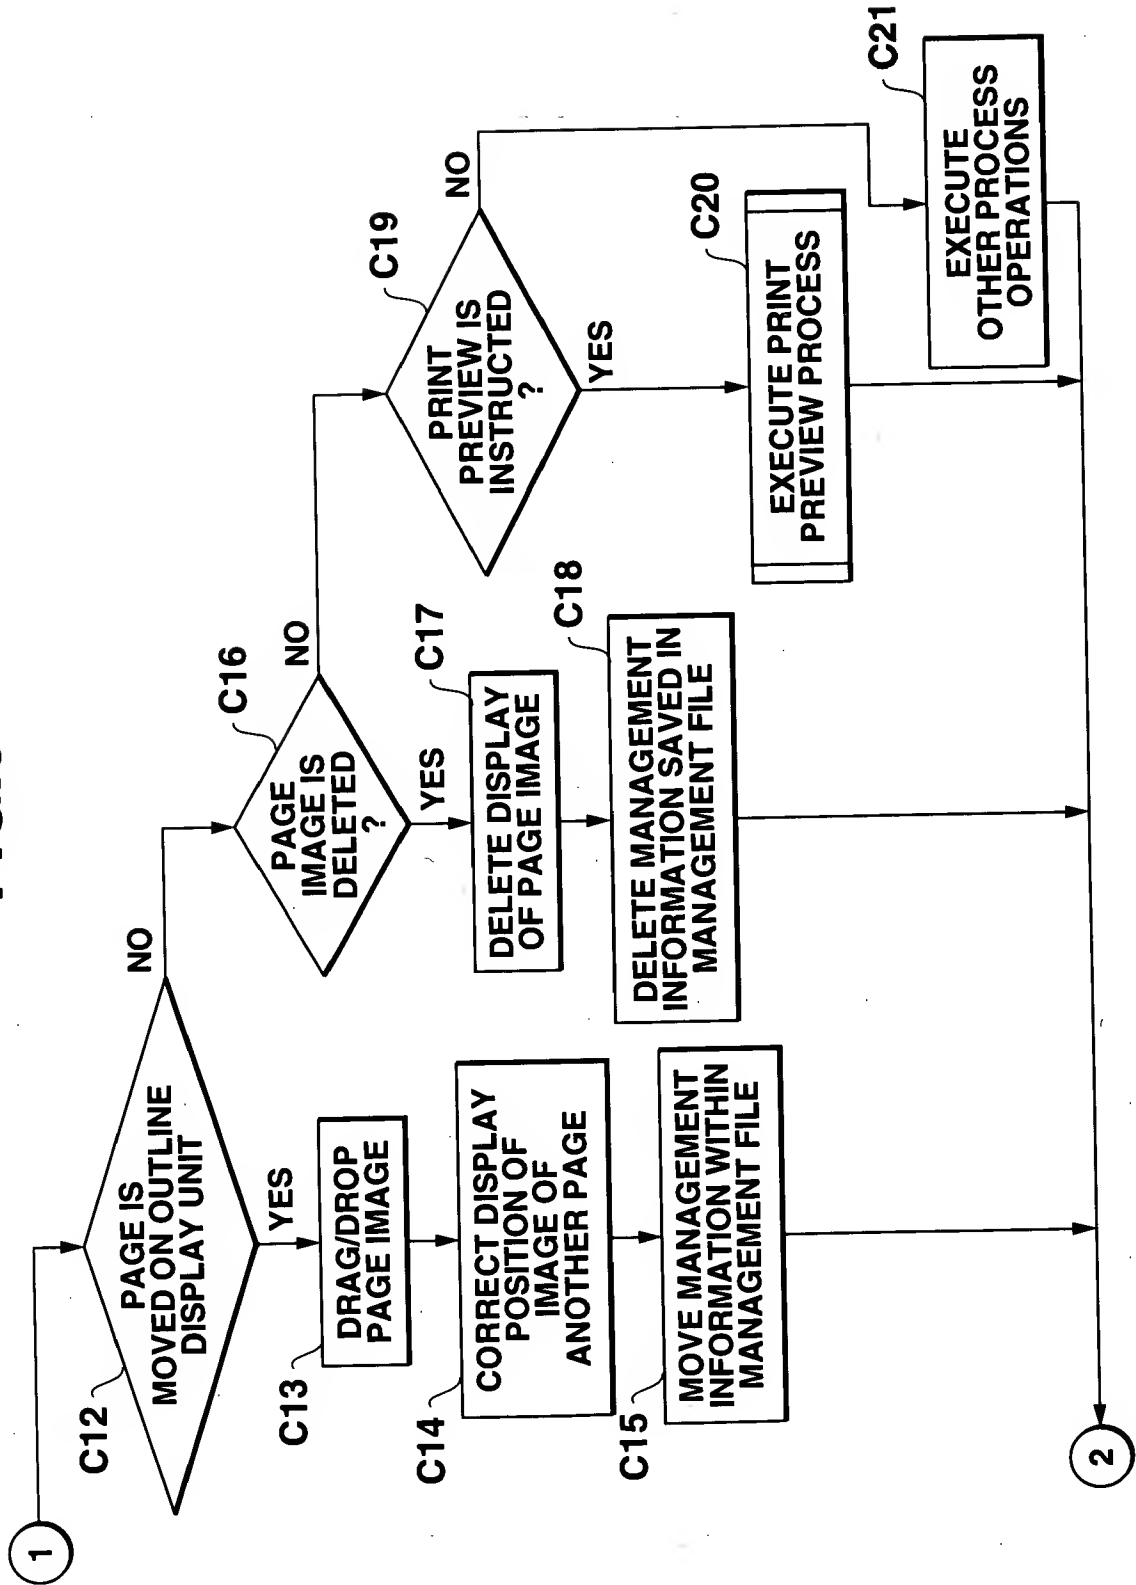 1
C12
PAGE IS
MOVED ON OUTLINE
DISPLAY UNIT
NO
YES
C13
DRAG/DROP
PAGE IMAGE
C14
CORRECT DISPLAY
POSITION OF
IMAGE OF
ANOTHER PAGE
C15
MOVE MANAGEMENT
INFORMATION WITHIN
MANAGEMENT FILE
C16
PAGE
IMAGE IS
DELETED
?
NO
YES
C17
DELETE DISPLAY
OF PAGE IMAGE
C18
DELETE MANAGEMENT
INFORMATION SAVED IN
MANAGEMENT FILE
C19
PRINT
PREVIEW IS
INSTRUCTED
?
NO
YES
C20
EXECUTE PRINT
PREVIEW PROCESS
C21
EXECUTE
OTHER PROCESS
OPERATIONS
2